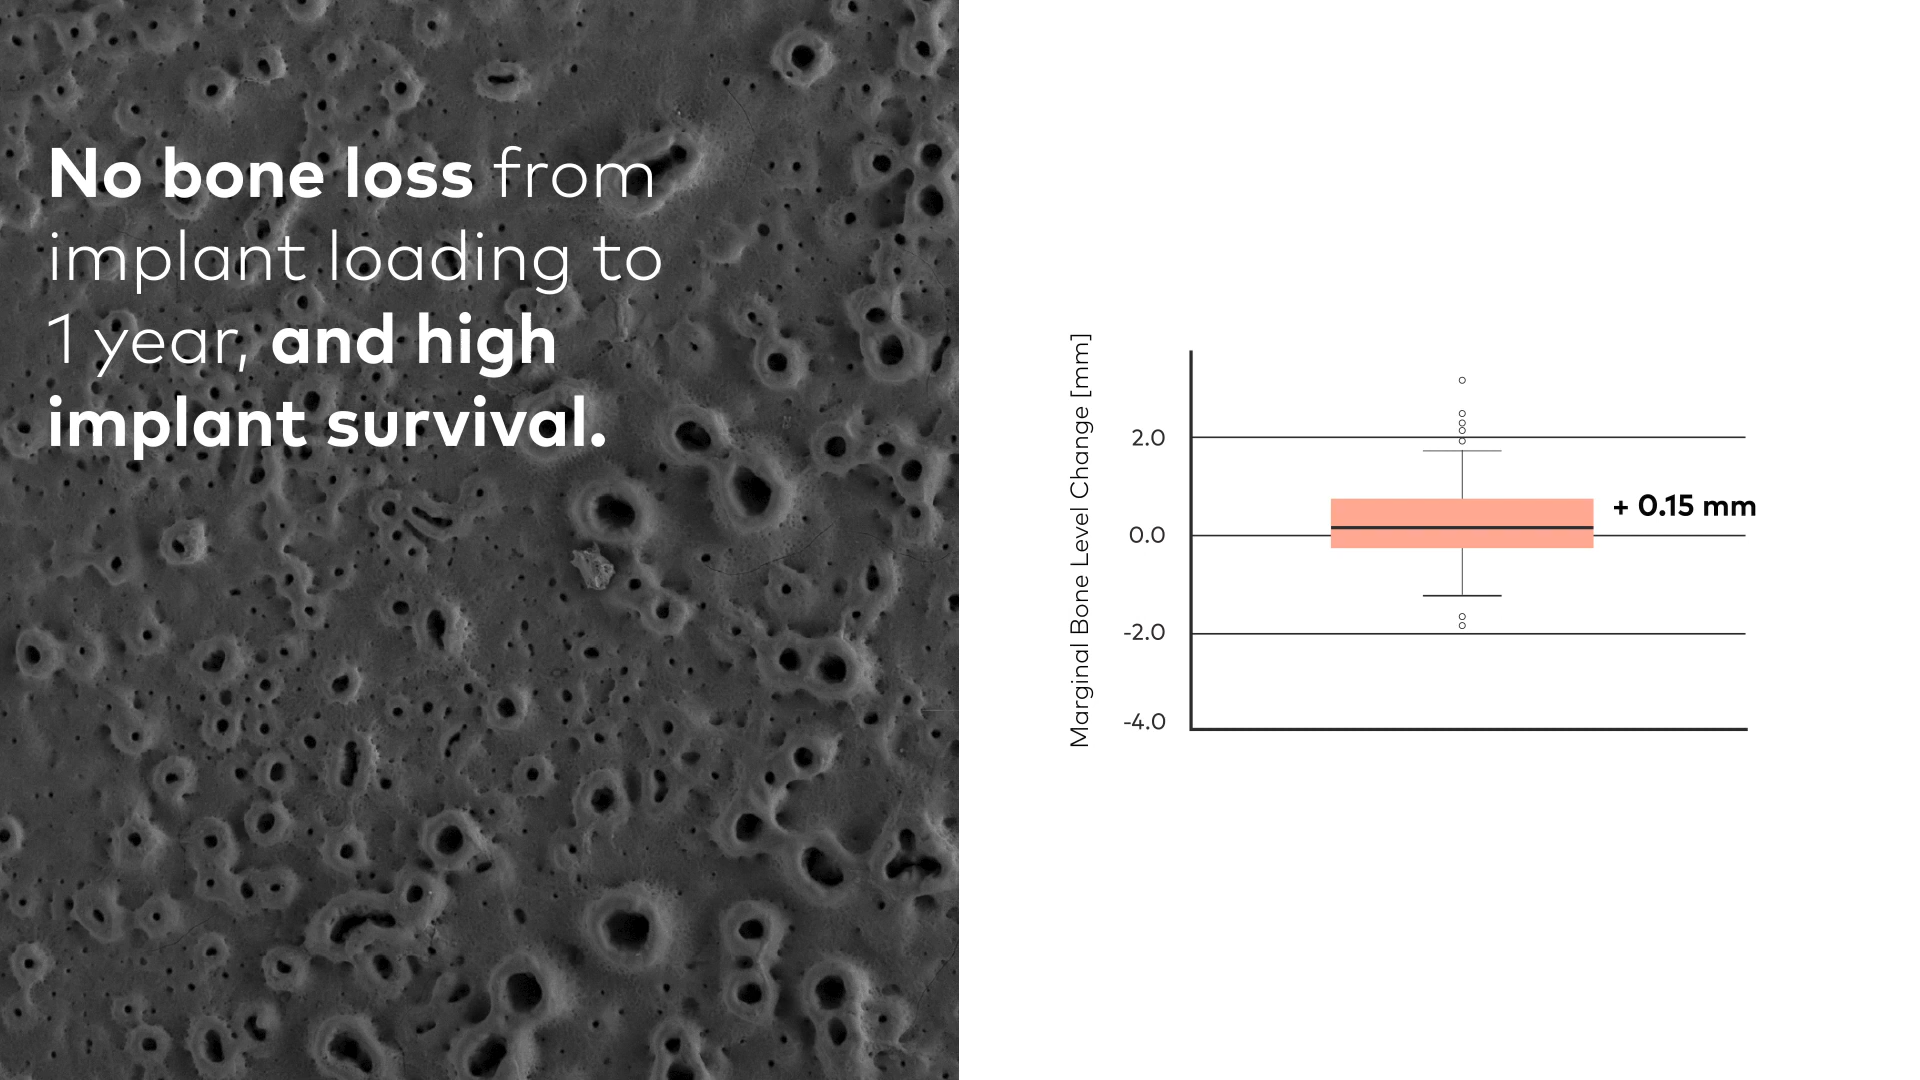 No bone loss from
implant loading to
1 year, and high
implant survival.
Marginal Bone Level Change [mm]
2.0
+ 0.15 mm
0.0
-2.0
-4.0